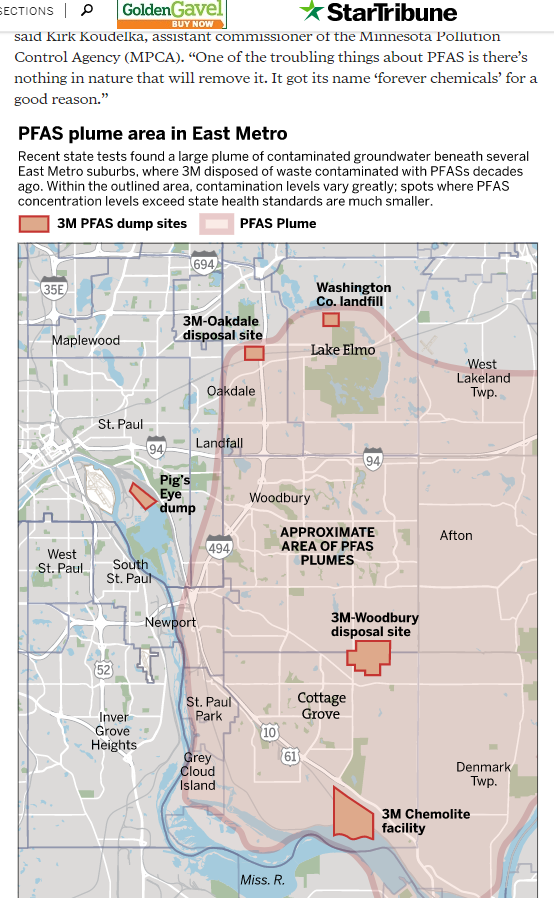 SECTIONS
GoldenGavel
BUY NOW
StarTribune
said Kirk Koudelka, assistant commissioner of the Minnesota Pollution
Control Agency (MPCA). “One of the troubling things about PFAS is there’s
nothing in nature that will remove it. It got its name ‘forever chemicals’ for a
good reason.”
PFAS plume area in East Metro
Recent state tests found a large plume of contaminated groundwater beneath several
East Metro suburbs, where 3M disposed of waste contaminated with PFASs decades
ago. Within the outlined area, contamination levels vary greatly; spots where PFAS
concentration levels exceed state health standards are much smaller.
3M PFAS dump sites
PFAS Plume
694
35E
Washington
Co. landfill
3M-Oakdale
disposal site
Maplewood
Lake Elmo
West
Lakeland
Twp.
Oakdale
St. Paul
94
Landfall
94
Pig’s
Eye
dump
Woodbury
APPROXIMATE
AREA OF PFAS
PLUMES
Afton
494
West
St. Paul
South
St. Paul
Newport
3M-Woodbury
disposal site
52
St. Paul
Park
Cottage
Grove
Inver
Grove
Heights
10
61
Grey
Cloud
Island
Denmark
Twp.
3M Chemolite
facility
Miss. R.